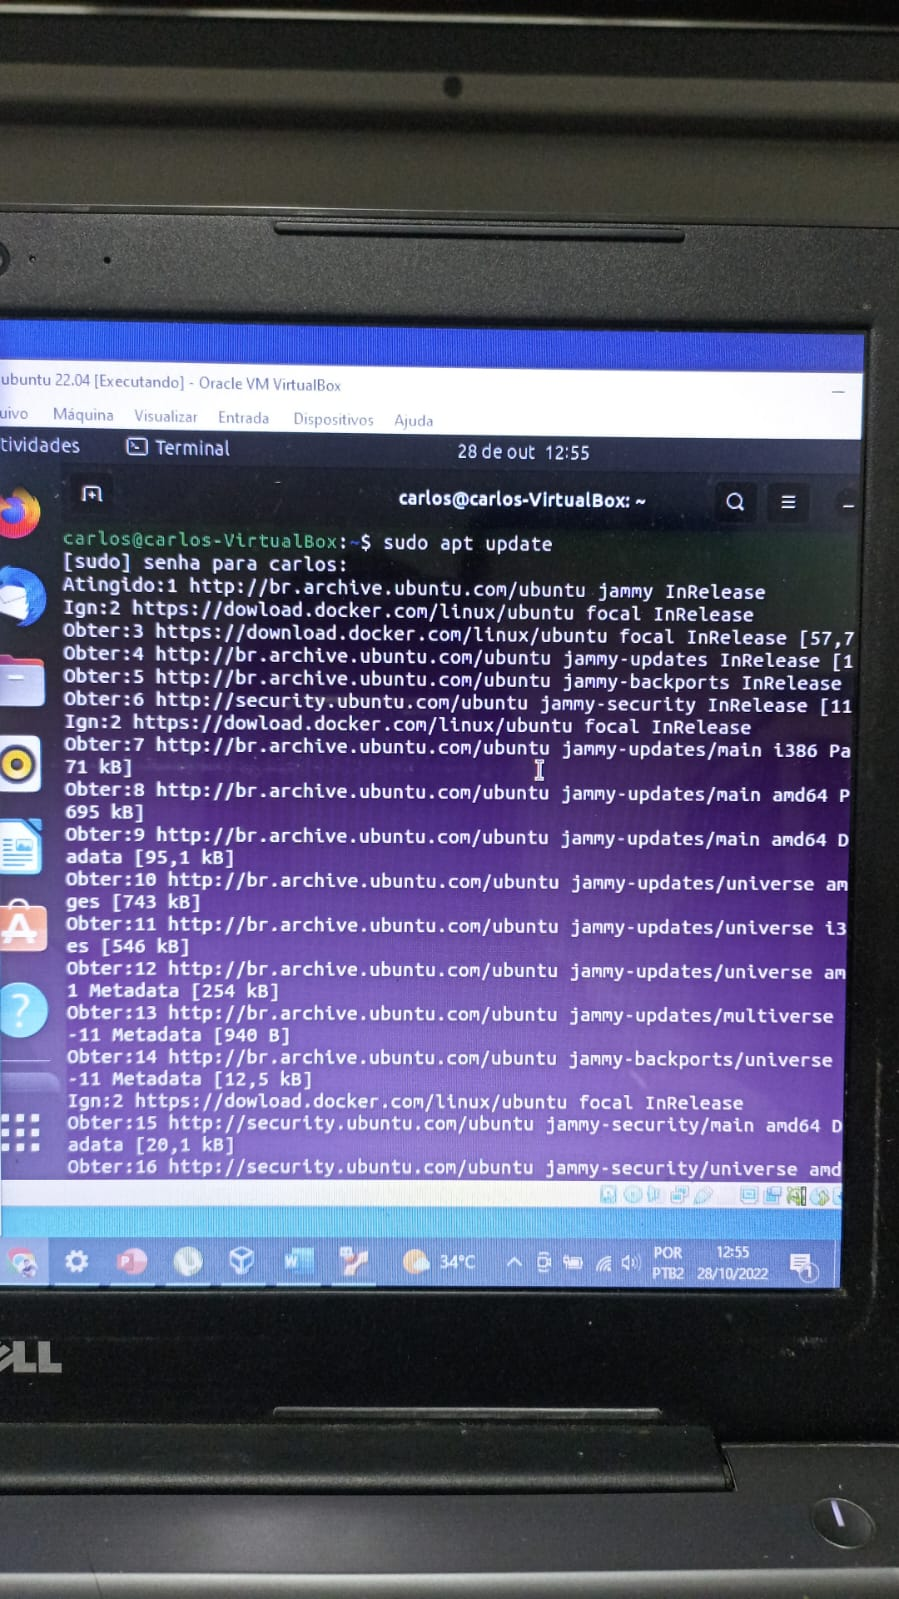 ubuntu 22.04 [Executando] - Oracle VM VirtualBox
uivo Máquina Visualizar Entrada Dispositivos Ajuda
tividades Terminal 28 de out 12:55
carlos@carlos-VirtualBox: ~
carlos@carlos-VirtualBox:~$ sudo apt update
[sudo] senha para carlos:
Atingido:1 http://br.archive.ubuntu.com/ubuntu jammy InRelease
Ign:2 https://dowload.docker.com/linux/ubuntu focal InRelease
Obter:3 https://download.docker.com/linux/ubuntu focal InRelease [57,7
Obter:4 http://br.archive.ubuntu.com/ubuntu jammy-updates InRelease [1
Obter:5 http://br.archive.ubuntu.com/ubuntu jammy-backports InRelease
Obter:6 http://security.ubuntu.com/ubuntu jammy-security InRelease [11
Ign:2 https://dowload.docker.com/linux/ubuntu focal InRelease
Obter:7 http://br.archive.ubuntu.com/ubuntu jammy-updates/main i386 Pa
71 kB]
Obter:8 http://br.archive.ubuntu.com/ubuntu jammy-updates/main amd64 P
695 kB]
Obter:9 http://br.archive.ubuntu.com/ubuntu jammy-updates/main amd64 D
adata [95,1 kB]
Obter:10 http://br.archive.ubuntu.com/ubuntu jammy-updates/universe am
ges [743 kB]
Obter:11 http://br.archive.ubuntu.com/ubuntu jammy-updates/universe i3
es [546 kB]
Obter:12 http://br.archive.ubuntu.com/ubuntu jammy-updates/universe am
1 Metadata [254 kB]
Obter:13 http://br.archive.ubuntu.com/ubuntu jammy-updates/multiverse
-11 Metadata [940 B]
Obter:14 http://br.archive.ubuntu.com/ubuntu jammy-backports/universe
-11 Metadata [12,5 kB]
Ign:2 https://dowload.docker.com/linux/ubuntu focal InRelease
Obter:15 http://security.ubuntu.com/ubuntu jammy-security/main amd64 D
adata [20,1 kB]
Obter:16 http://security.ubuntu.com/ubuntu jammy-security/universe amd
34°C POR 12:55
PTB2 28/10/2022 1
DELL